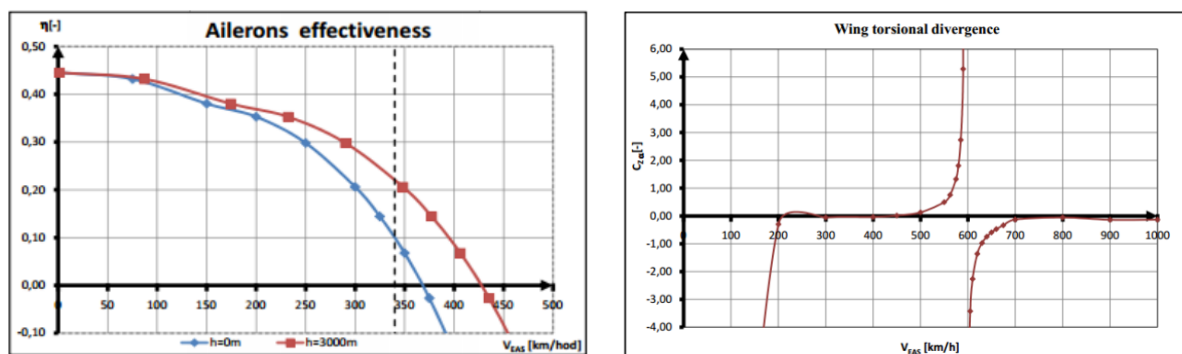 η[-]
Ailerons effectiveness
0,50
0,40
0,30
0,20
0,10
0,00
-0,10
0 50 100 150 200 250 300 350 400 450 500
h=0m h=3000m
V_EAS [km/hod]
Wing torsional divergence
6,00
5,00
4,00
3,00
2,00
1,00
0,00
-1,00
-2,00
-3,00
-4,00
C_zα[-]
0 100 200 300 400 500 600 700 800 900 1000
V_EAS [km/h]